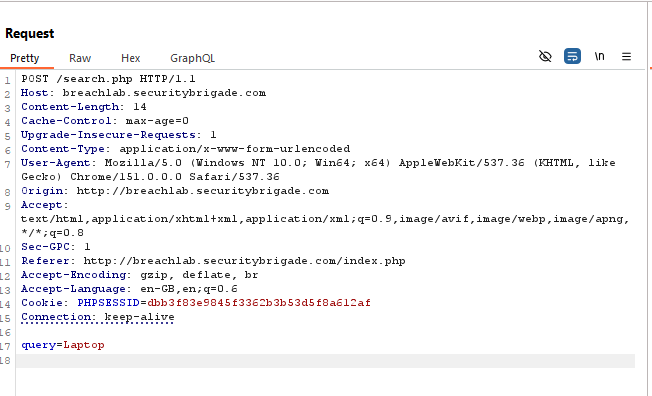 Request
Pretty Raw Hex GraphQL \n
1 POST /search.php HTTP/1.1
2 Host: breachlab.securitybrigade.com
3 Content-Length: 14
4 Cache-Control: max-age=0
5 Upgrade-Insecure-Requests: 1
6 Content-Type: application/x-www-form-urlencoded
7 User-Agent: Mozilla/5.0 (Windows NT 10.0; Win64; x64) AppleWebKit/537.36 (KHTML, like
Gecko) Chrome/151.0.0.0 Safari/537.36
8 Origin: http://breachlab.securitybrigade.com
9 Accept:
text/html,application/xhtml+xml,application/xml;q=0.9,image/avif,image/webp,image/apng,
*/*;q=0.8
10 Sec-GPC: 1
11 Referer: http://breachlab.securitybrigade.com/index.php
12 Accept-Encoding: gzip, deflate, br
13 Accept-Language: en-GB,en;q=0.6
14 Cookie: PHPSESSID=dbb3f83e9845f3362b3b53d5f8a612af
15 Connection: keep-alive
16
17 query=Laptop
18